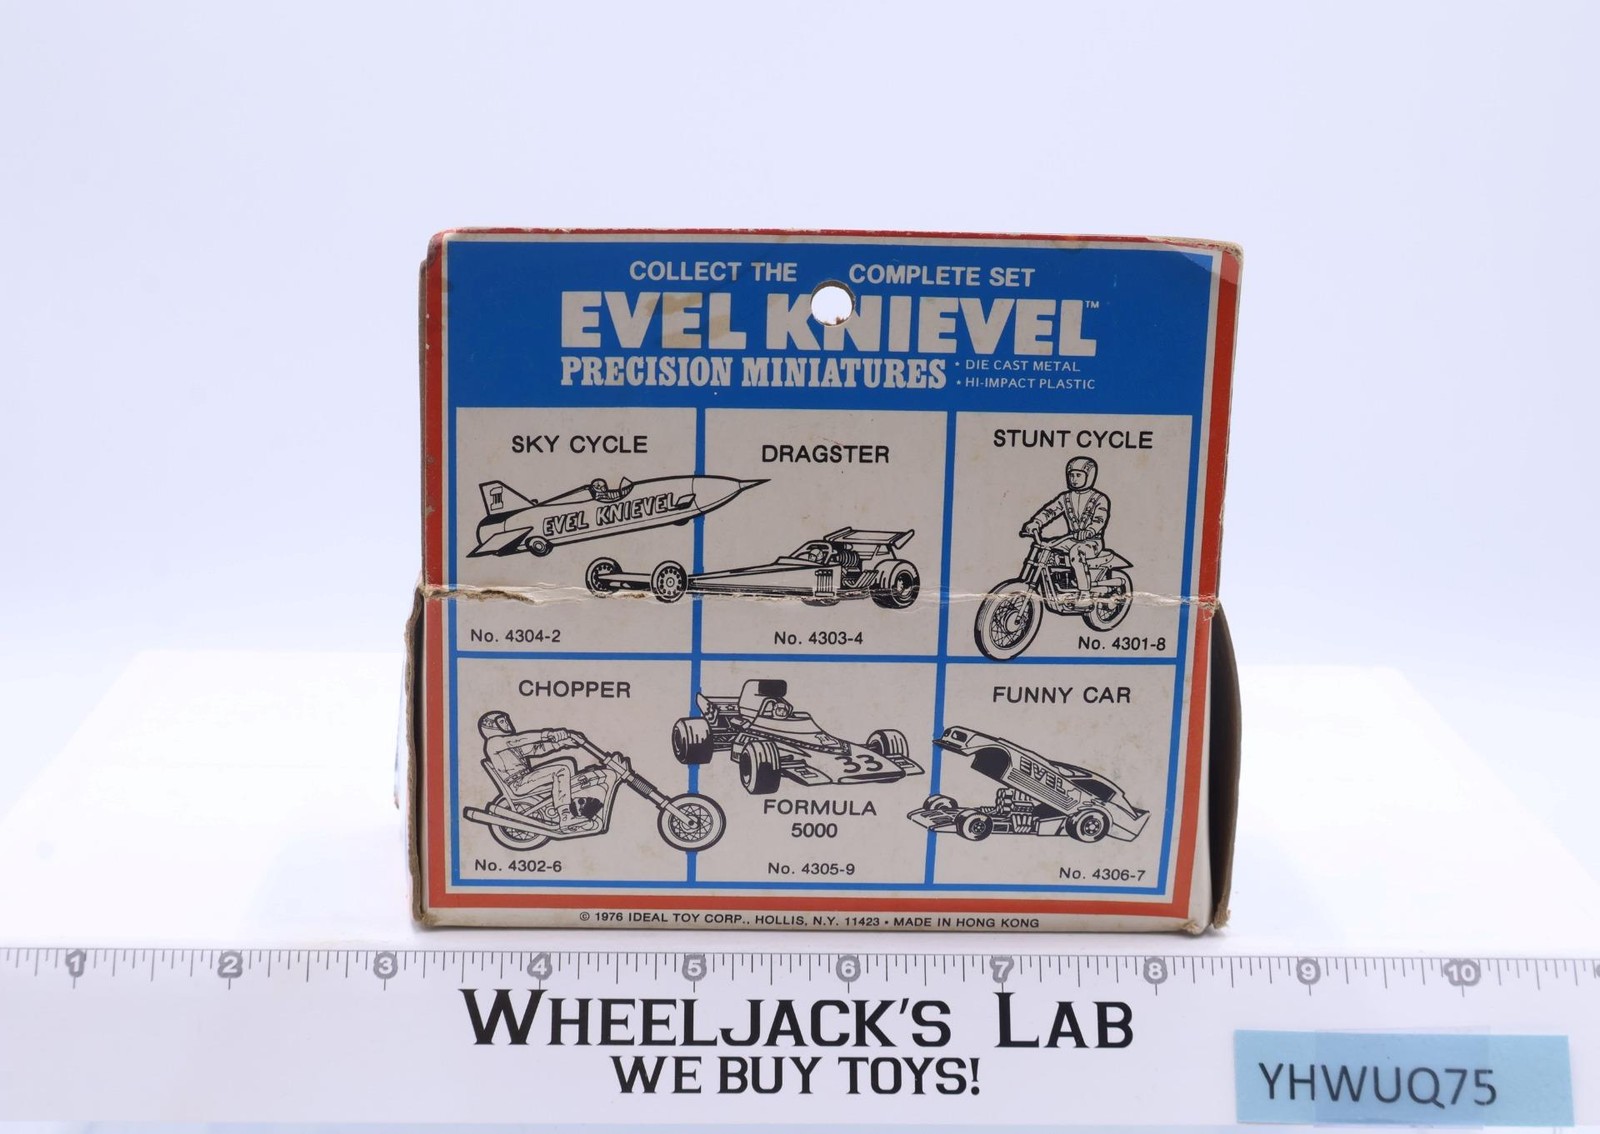 COLLECT THE COMPLETE SET
EVEL KNIEVEL™
PRECISION MINIATURES
• DIE CAST METAL
• HI-IMPACT PLASTIC
SKY CYCLE
EVEL KNIEVEL
No. 4304-2
DRAGSTER
No. 4303-4
STUNT CYCLE
No. 4301-8
CHOPPER
No. 4302-6
33
FORMULA
5000
No. 4305-9
FUNNY CAR
EVEL
No. 4306-7
© 1976 IDEAL TOY CORP., HOLLIS, N.Y. 11423 • MADE IN HONG KONG
1 2 3 4 5 6 7 8 9 10
WHEELJACK'S LAB
WE BUY TOYS!
YHWUQ75